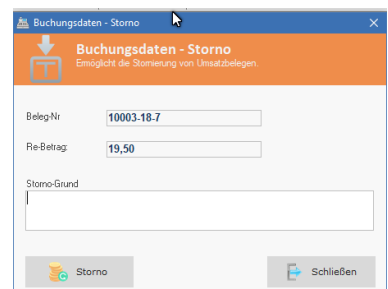 Buchungsdaten - Storno
Buchungsdaten - Storno
Ermöglicht die Stornierung von Umsatzbelegen.
Beleg-Nr 10003-18-7
Re-Betrag: 19,50
Storno-Grund
Storno Schließen